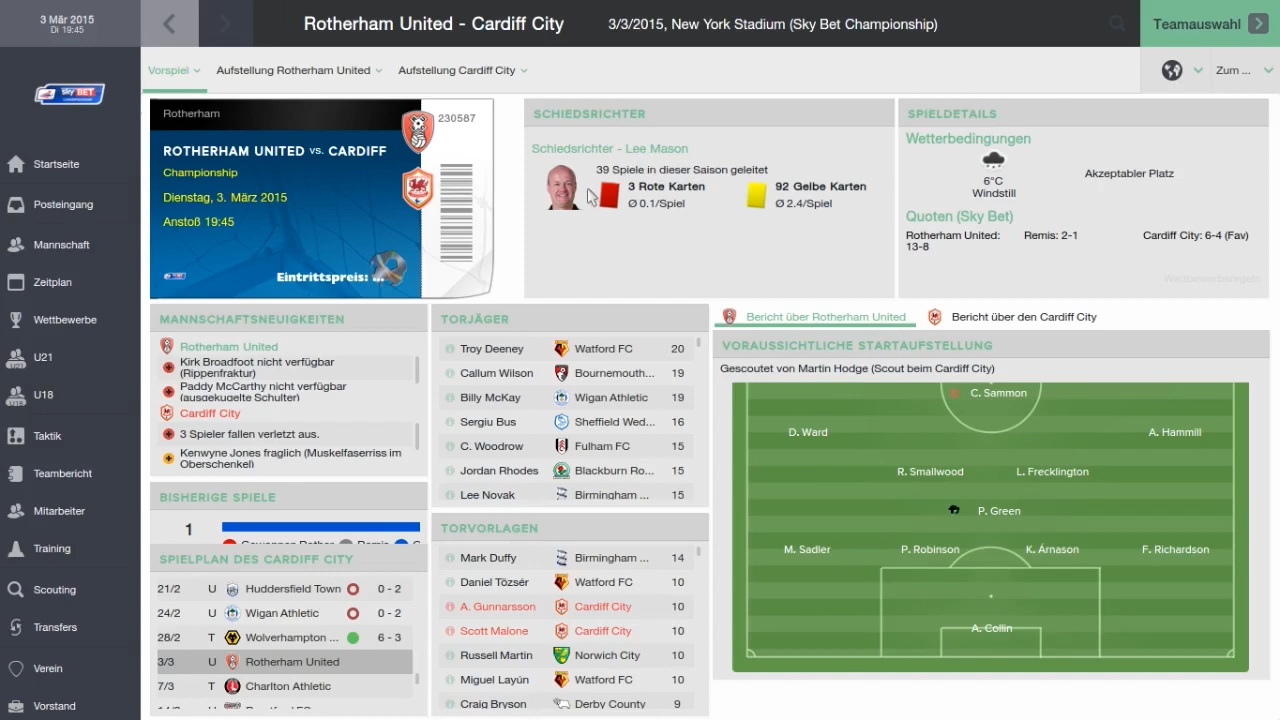 3 Mär 2015
Di 19:45
Rotherham United - Cardiff City
3/3/2015, New York Stadium (Sky Bet Championship)
Teamauswahl
sky BET
Vorspiel
Aufstellung Rotherham United
Aufstellung Cardiff City
Zum ...
Startseite
Posteingang
Mannschaft
Zeitplan
Wettbewerbe
U21
U18
Taktik
Teambericht
Mitarbeiter
Training
Scouting
Transfers
Verein
Vorstand
Rotherham
230587
ROTHERHAM UNITED VS. CARDIFF
Championship
Dienstag, 3. März 2015
Anstoß 19:45
Eintrittspreis: ...
SCHIEDSRICHTER
Schiedsrichter - Lee Mason
39 Spiele in dieser Saison geleitet
3 Rote Karten
Ø 0.1/Spiel
92 Gelbe Karten
Ø 2.4/Spiel
SPIELDETAILS
Wetterbedingungen
6°C
Windstill
Akzeptabler Platz
Quoten (Sky Bet)
Rotherham United: 13-8
Remis: 2-1
Cardiff City: 6-4 (Fav)
Wettbewerbsregeln
MANNSCHAFTSNEUIGKEITEN
Rotherham United
Kirk Broadfoot nicht verfügbar
(Rippenfraktur)
Paddy McCarthy nicht verfügbar
(ausgekugelte Schulter)
Cardiff City
3 Spieler fallen verletzt aus.
Kenwyne Jones fraglich (Muskelfaserriss im
Oberschenkel)
BISHERIGE SPIELE
1
SPIELPLAN DES CARDIFF CITY
21/2 U Huddersfield Town 0 - 2
24/2 U Wigan Athletic 0 - 2
28/2 T Wolverhampton ... 6 - 3
3/3 U Rotherham United
7/3 T Charlton Athletic
TORJÄGER
Troy Deeney Watford FC 20
Callum Wilson Bournemouth... 19
Billy McKay Wigan Athletic 19
Sergiu Bus Sheffield Wed... 16
C. Woodrow Fulham FC 15
Jordan Rhodes Blackburn Ro... 15
Lee Novak Birmingham ... 15
TORVORLAGEN
Mark Duffy Birmingham ... 14
Daniel Tözsér Watford FC 10
A. Gunnarsson Cardiff City 10
Scott Malone Cardiff City 10
Russell Martin Norwich City 10
Miguel Layún Watford FC 10
Craig Bryson Derby County 9
Bericht über Rotherham United
Bericht über den Cardiff City
VORAUSSICHTLICHE STARTAUFSTELLUNG
Gescoutet von Martin Hodge (Scout beim Cardiff City)
C. Sammon
D. Ward
A. Hammill
R. Smallwood
L. Frecklington
P. Green
M. Sadler
P. Robinson
K. Árnason
F. Richardson
A. Collin